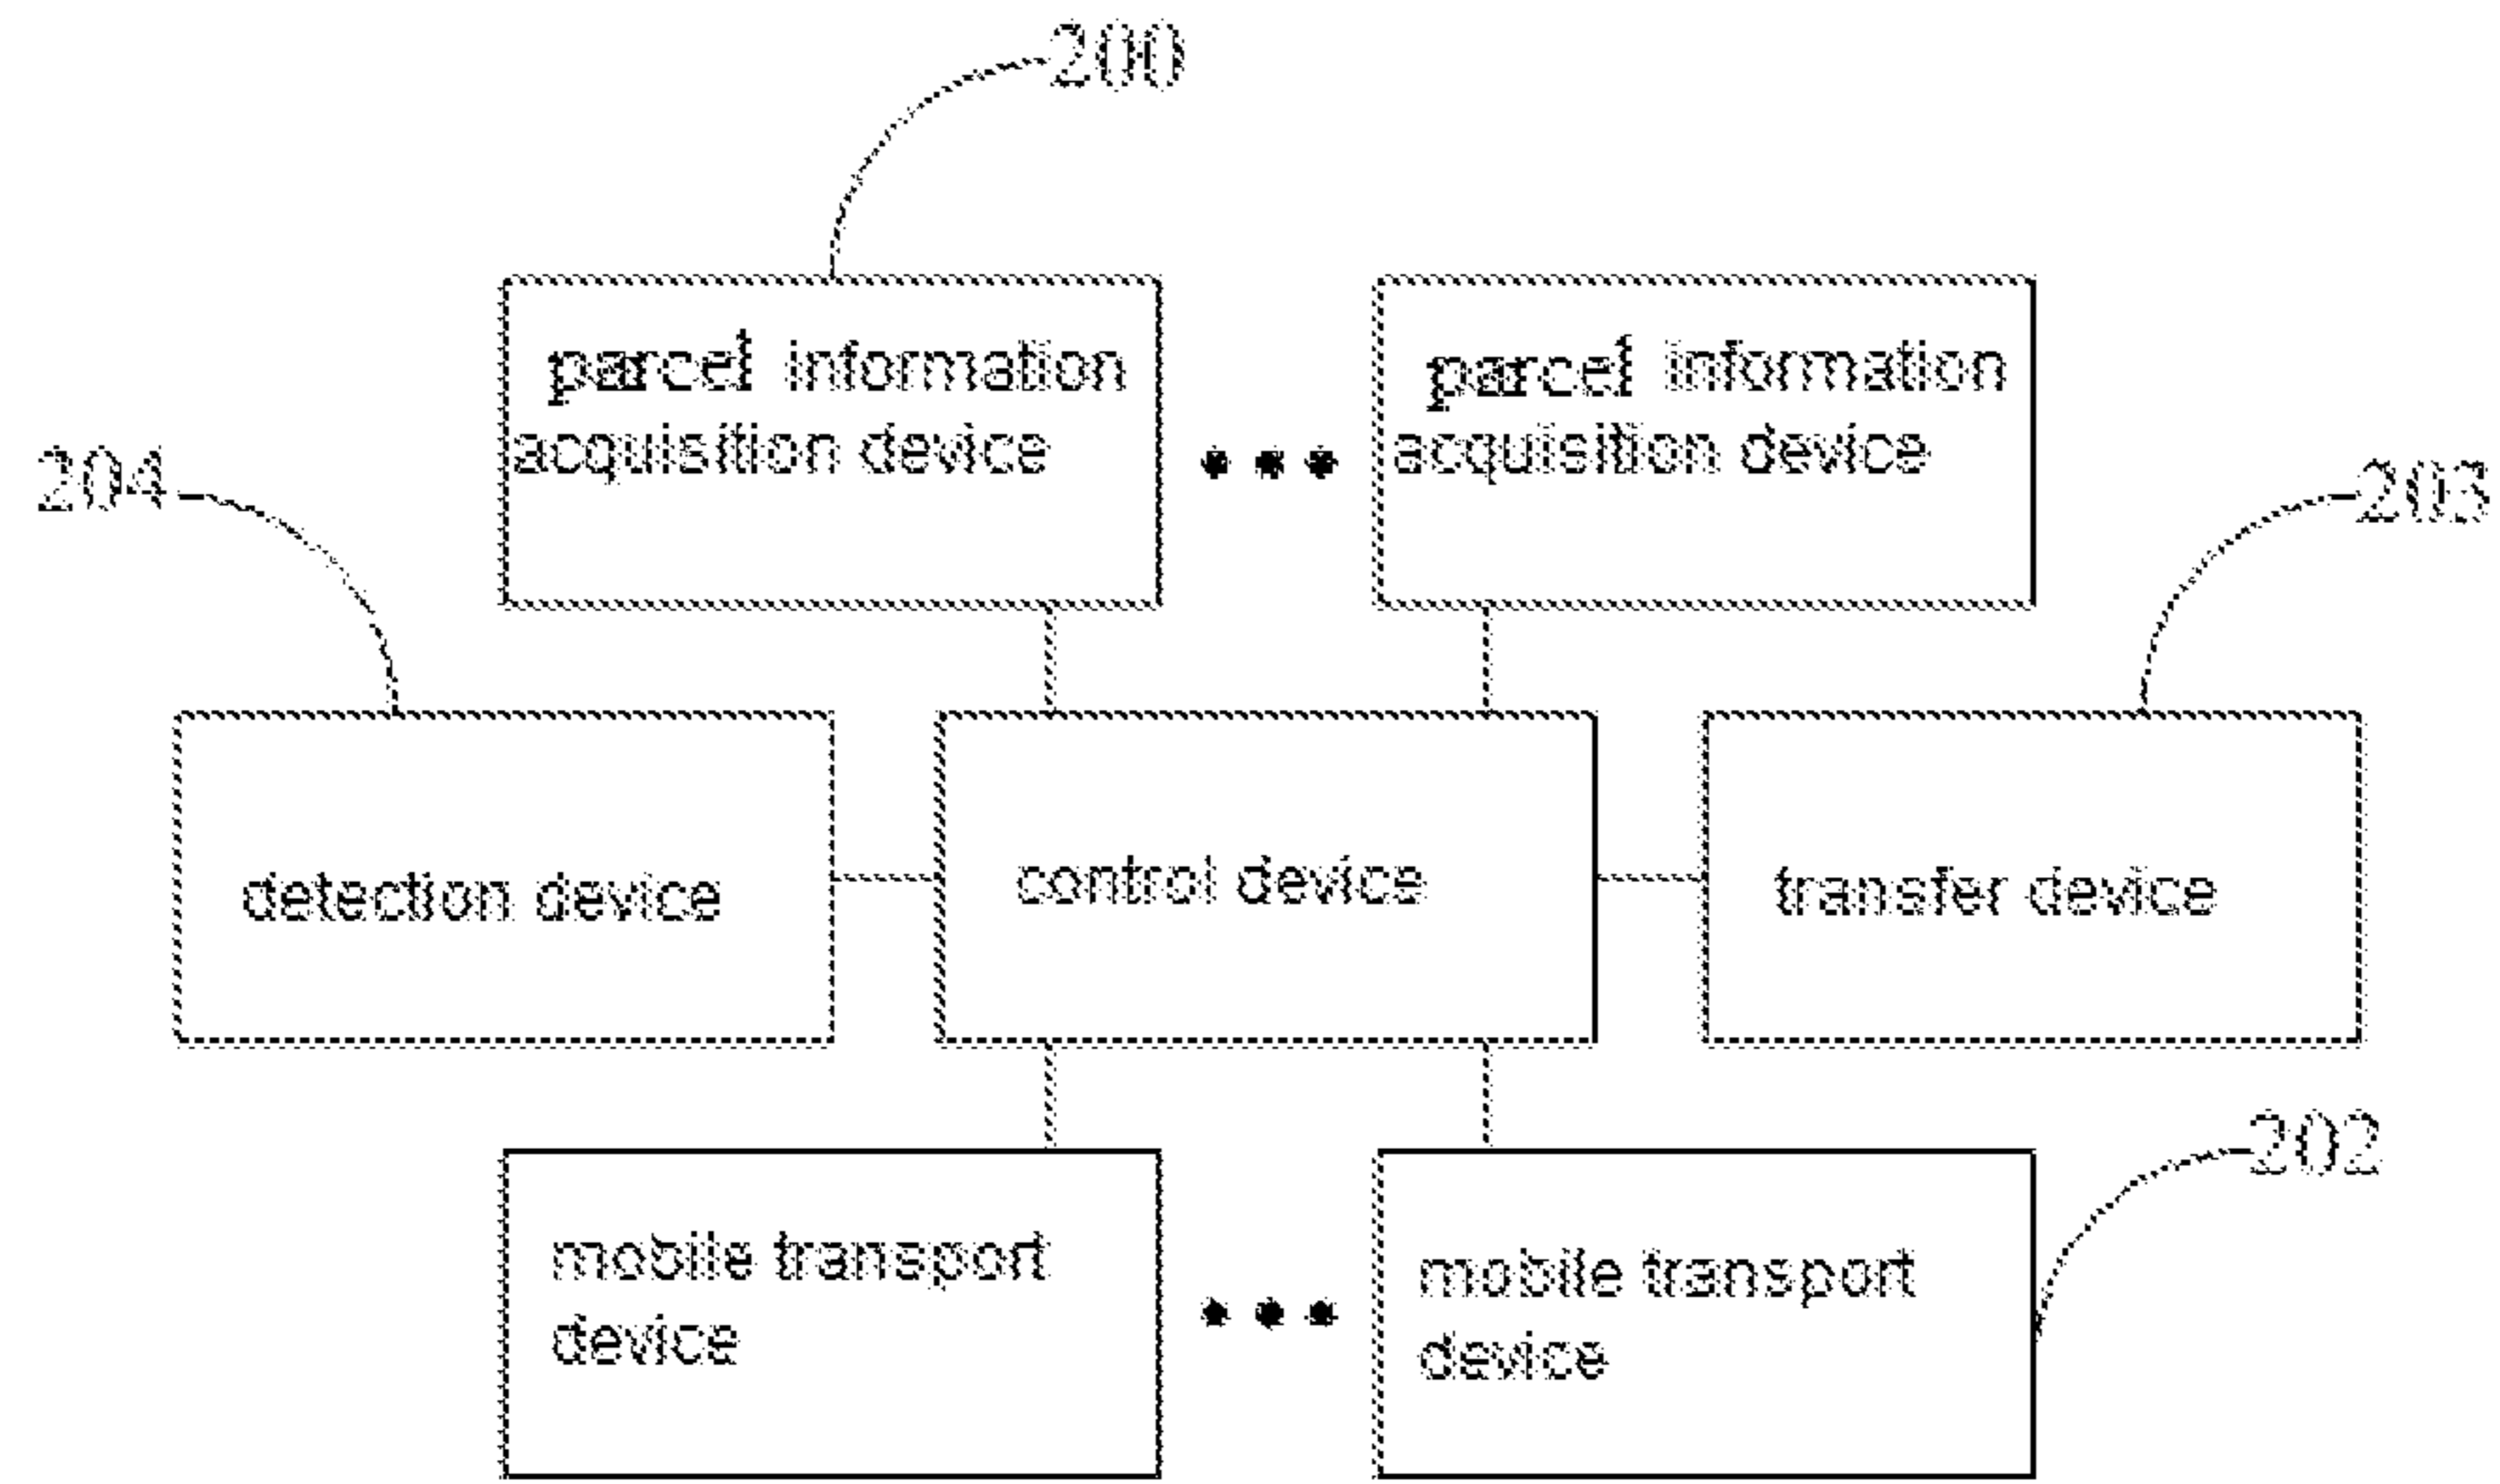 200
parcel information
acquisition device
parcel information
acquisition device
204
203
detection device
control device
transfer device
202
mobile transport
device
mobile transport
device